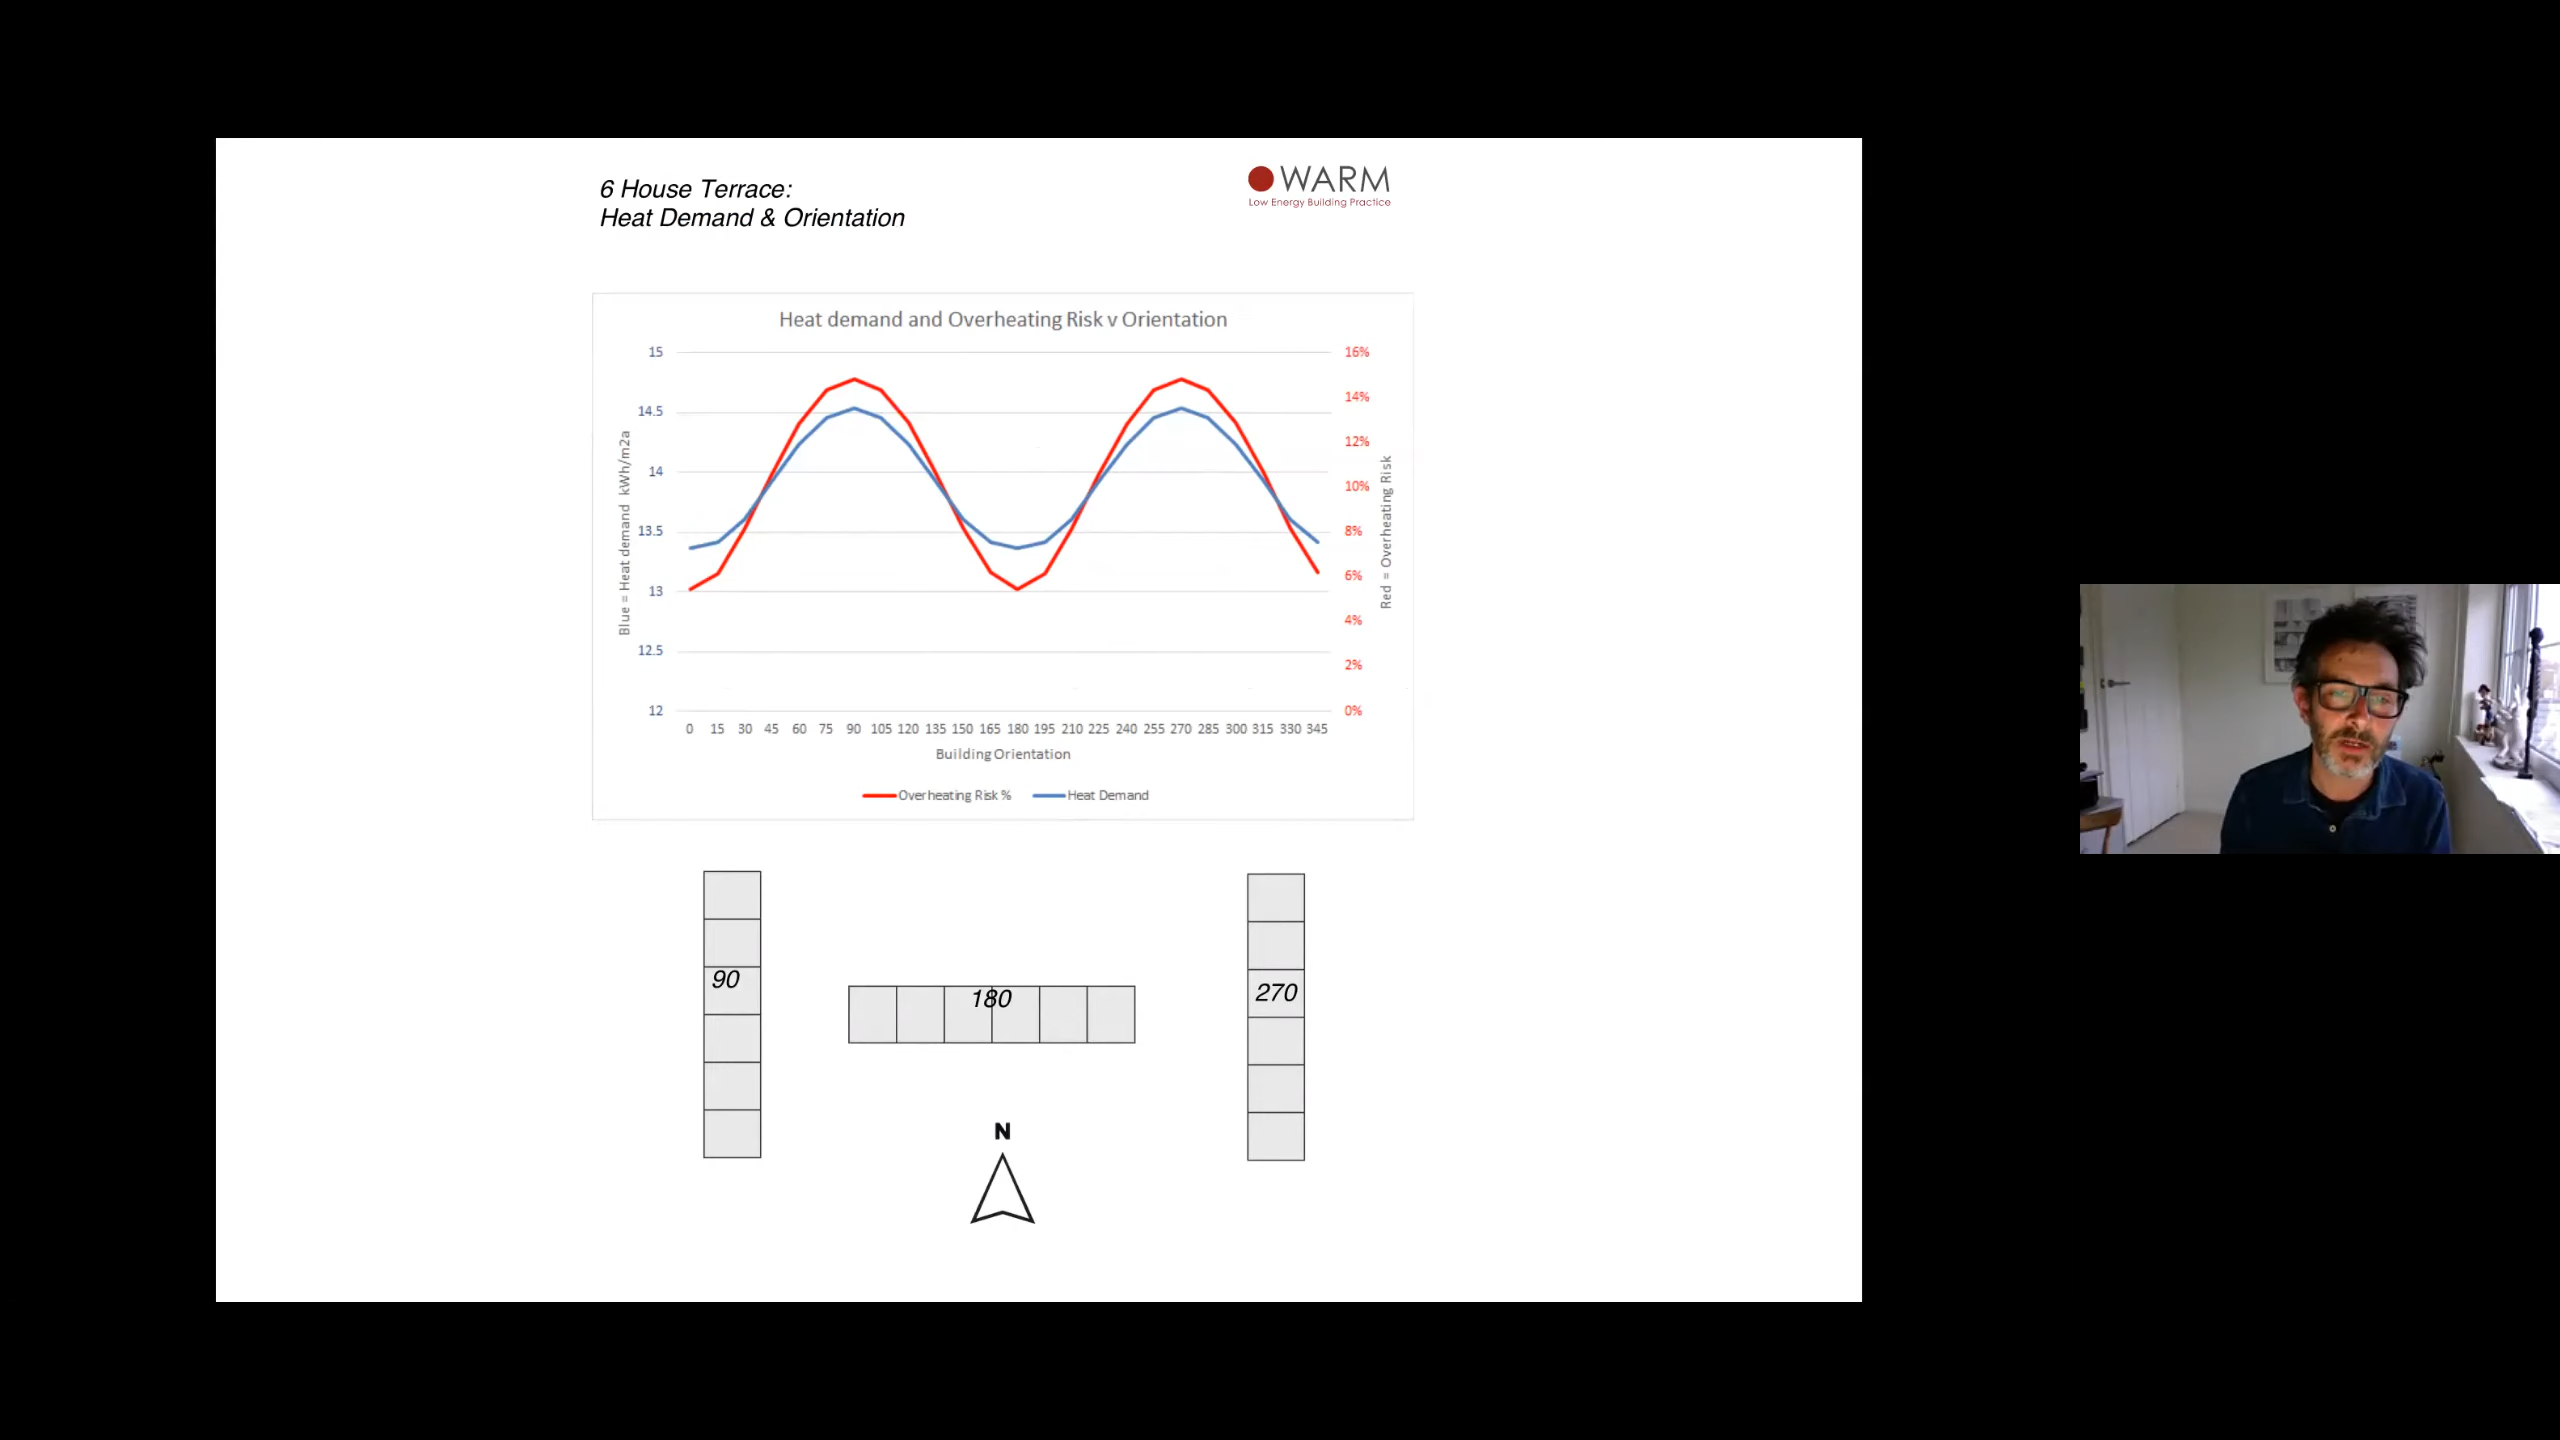 6 House Terrace:
Heat Demand & Orientation
WARM
Low Energy Building Practice
Heat demand and Overheating Risk v Orientation
15
14.5
14
13.5
13
12.5
12
Blue = Heat demand kWh/m2a
16%
14%
12%
10%
8%
6%
4%
2%
0%
Red = Overheating Risk
0 15 30 45 60 75 90 105 120 135 150 165 180 195 210 225 240 255 270 285 300 315 330 345
Building Orientation
Overheating Risk % Heat Demand
90
180
270
N